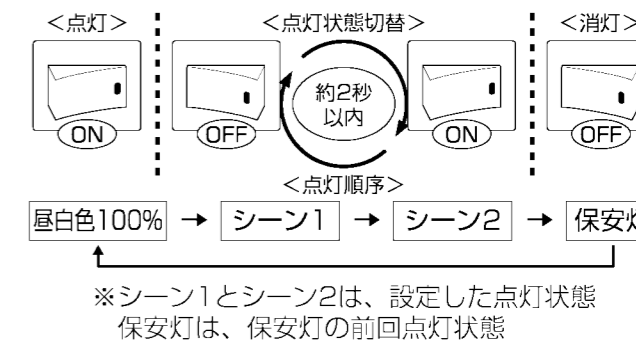 <点灯> <点灯状態切替> <消灯>
約2秒
以内
ON OFF ON OFF
<点灯順序>
昼白色100% → シーン1 → シーン2 → 保安灯
※シーン1とシーン2は、設定した点灯状態
保安灯は、保安灯の前回点灯状態